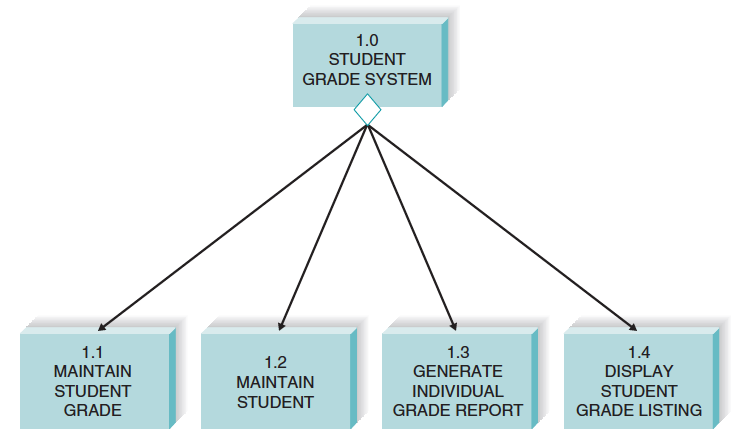 1.0
STUDENT
GRADE SYSTEM
1.1
MAINTAIN
STUDENT
GRADE
1.2
MAINTAIN
STUDENT
1.3
GENERATE
INDIVIDUAL
GRADE REPORT
1.4
DISPLAY
STUDENT
GRADE LISTING